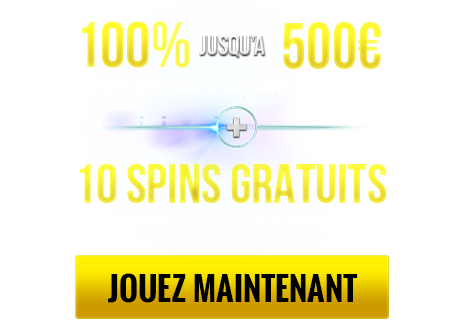 100% JUSQU'A 500€
+
10 SPINS GRATUITS
JOUEZ MAINTENANT